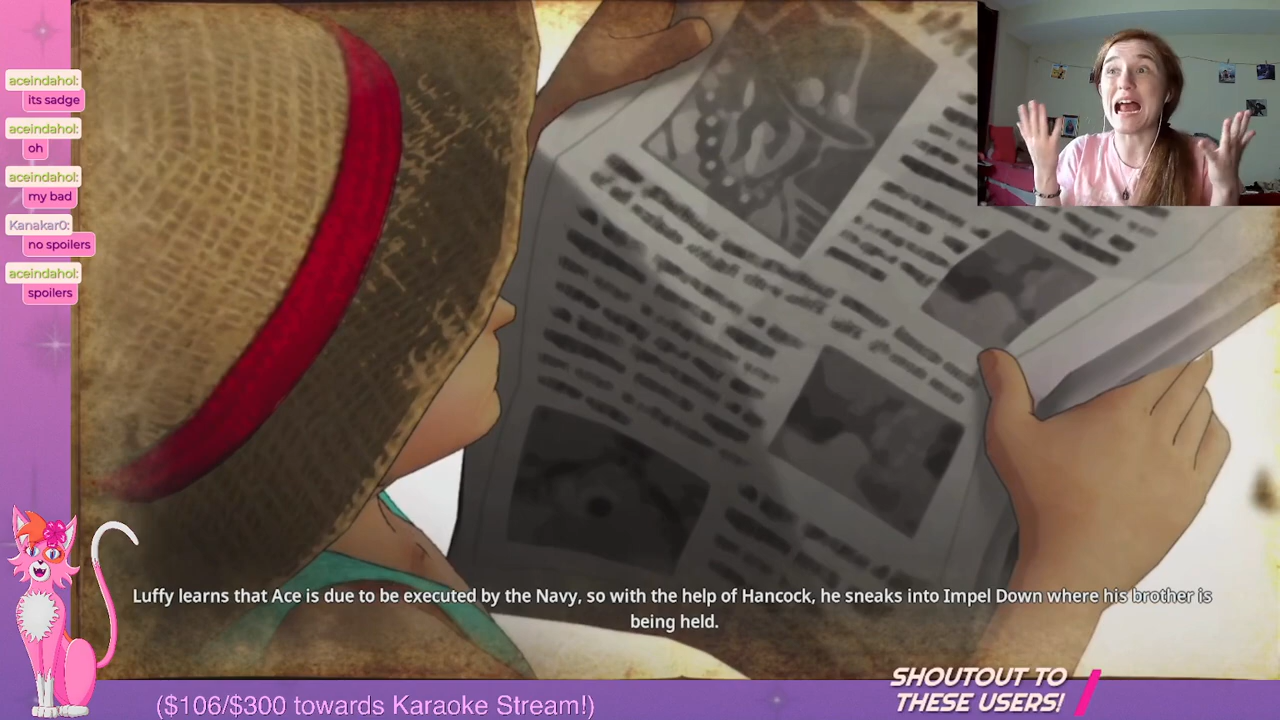 aceindahol:
its sadge
aceindahol:
oh
aceindahol:
my bad
Kanakar0:
no spoilers
aceindahol:
spoilers
Luffy learns that Ace is due to be executed by the Navy, so with the help of Hancock, he sneaks into Impel Down where his brother is
being held.
SHOUTOUT TO
THESE USERS!
($106/$300 towards Karaoke Stream!)